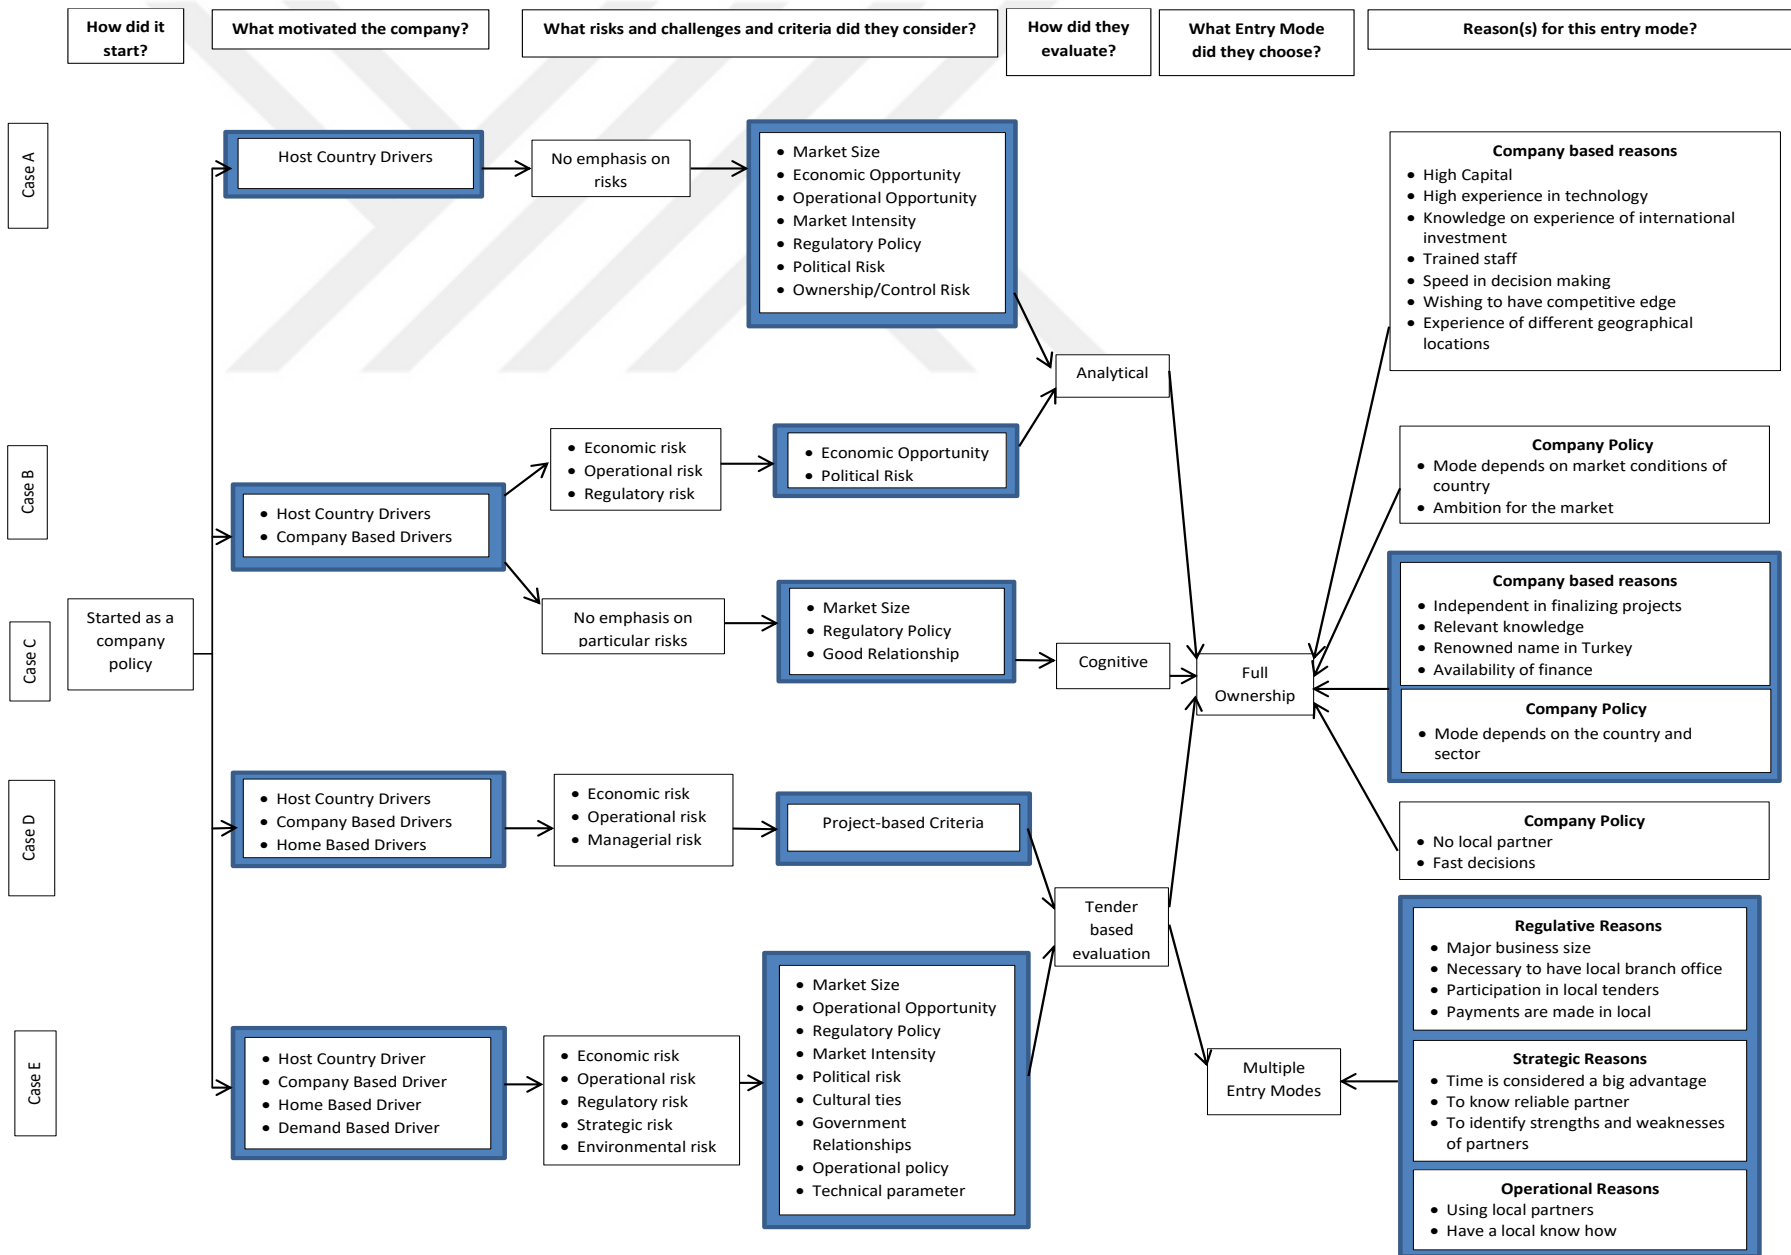 How did it
start?
What motivated the company?
What risks and challenges and criteria did they consider?
How did they
evaluate?
What Entry Mode
did they choose?
Reason(s) for this entry mode?
Case A
Host Country Drivers
No emphasis on
risks
• Market Size
• Economic Opportunity
• Operational Opportunity
• Market Intensity
• Regulatory Policy
• Political Risk
• Ownership/Control Risk
Company based reasons
• High Capital
• High experience in technology
• Knowledge on experience of international
investment
• Trained staff
• Speed in decision making
• Wishing to have competitive edge
• Experience of different geographical
locations
Analytical
Case B
• Host Country Drivers
• Company Based Drivers
• Economic risk
• Operational risk
• Regulatory risk
• Economic Opportunity
• Political Risk
Company Policy
• Mode depends on market conditions of
country
• Ambition for the market
Started as a
company
policy
Case C
No emphasis on
particular risks
• Market Size
• Regulatory Policy
• Good Relationship
Cognitive
Full
Ownership
Company based reasons
• Independent in finalizing projects
• Relevant knowledge
• Renowned name in Turkey
• Availability of finance
Company Policy
• Mode depends on the country and
sector
Case D
• Host Country Drivers
• Company Based Drivers
• Home Based Drivers
• Economic risk
• Operational risk
• Managerial risk
Project-based Criteria
Company Policy
• No local partner
• Fast decisions
Tender
based
evaluation
Case E
• Host Country Driver
• Company Based Driver
• Home Based Driver
• Demand Based Driver
• Economic risk
• Operational risk
• Regulatory risk
• Strategic risk
• Environmental risk
• Market Size
• Operational Opportunity
• Regulatory Policy
• Market Intensity
• Political risk
• Cultural ties
• Government
Relationships
• Operational policy
• Technical parameter
Multiple
Entry Modes
Regulative Reasons
• Major business size
• Necessary to have local branch office
• Participation in local tenders
• Payments are made in local
Strategic Reasons
• Time is considered a big advantage
• To know reliable partner
• To identify strengths and weaknesses
of partners
Operational Reasons
• Using local partners
• Have a local know how